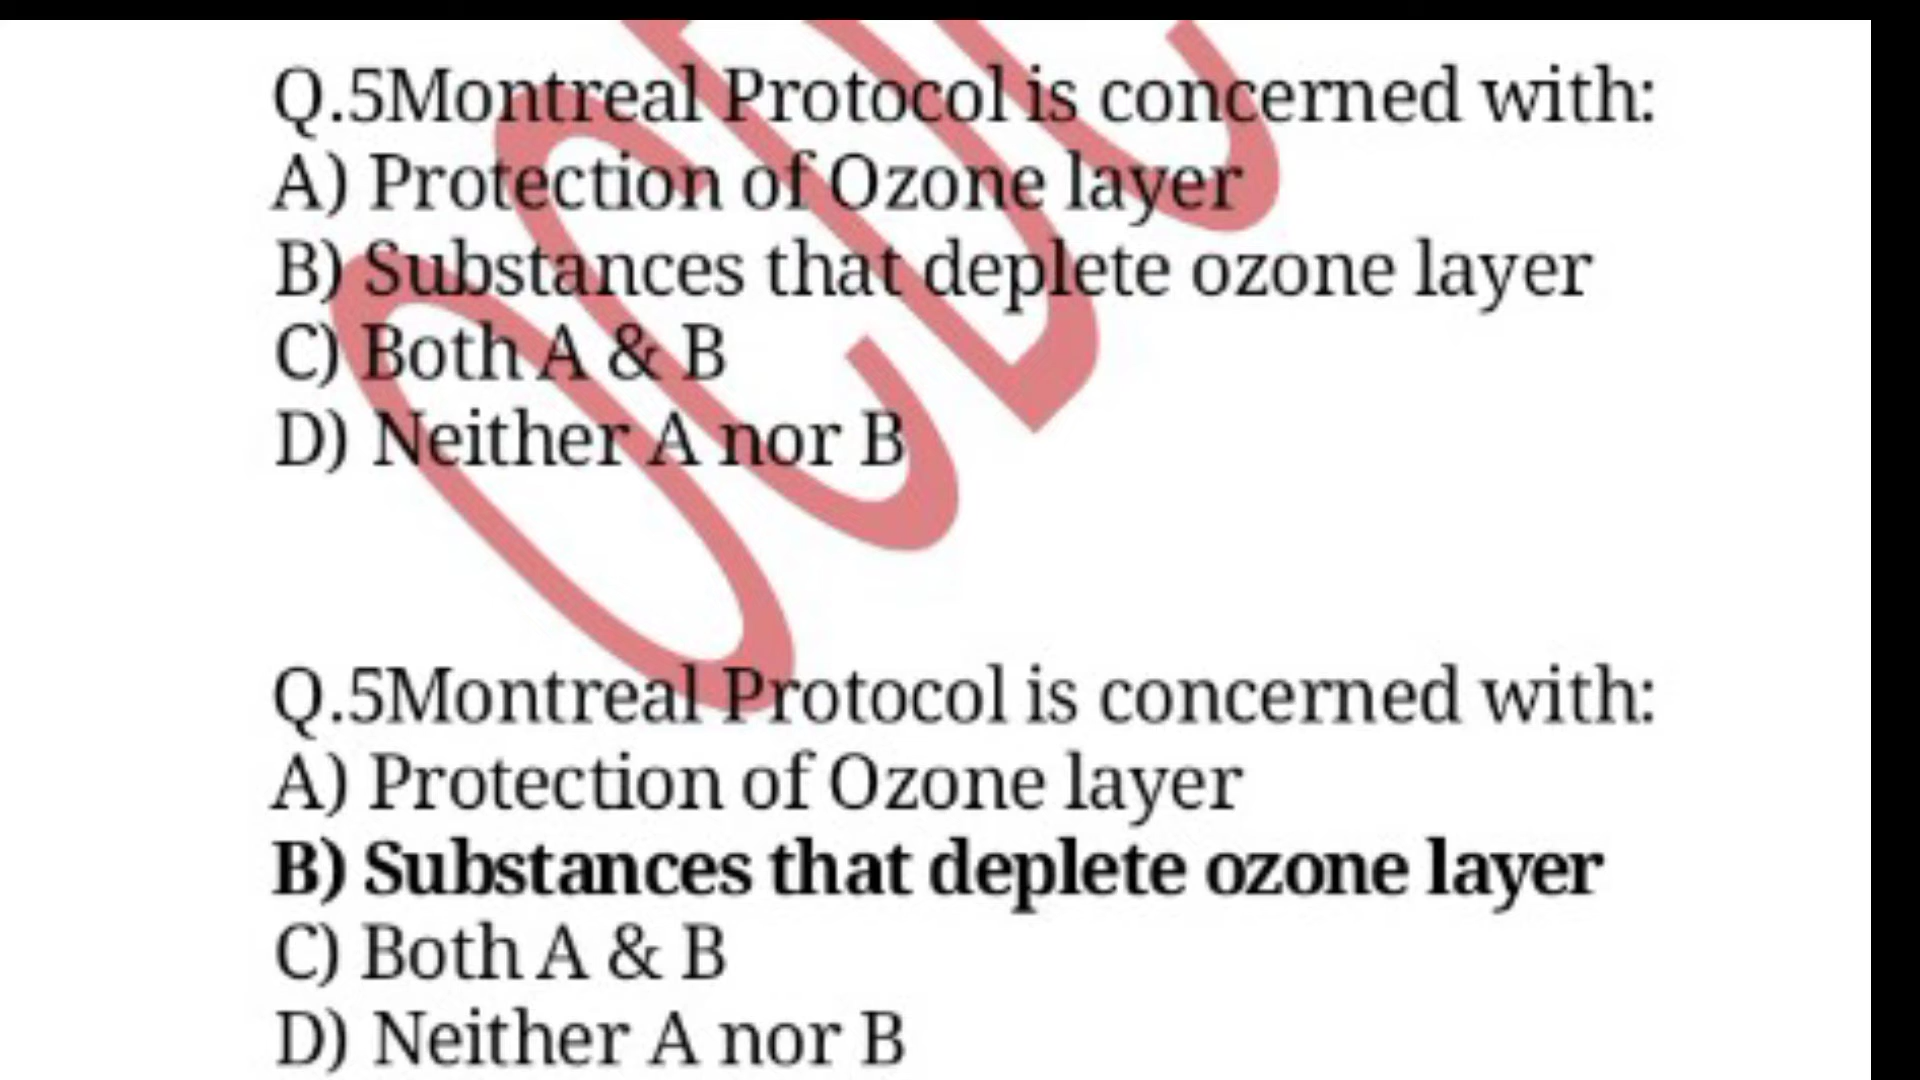 Q.5Montreal Protocol is concerned with:
A) Protection of Ozone layer
B) Substances that deplete ozone layer
C) Both A & B
D) Neither A nor B
Q.5Montreal Protocol is concerned with:
A) Protection of Ozone layer
B) Substances that deplete ozone layer
C) Both A & B
D) Neither A nor B